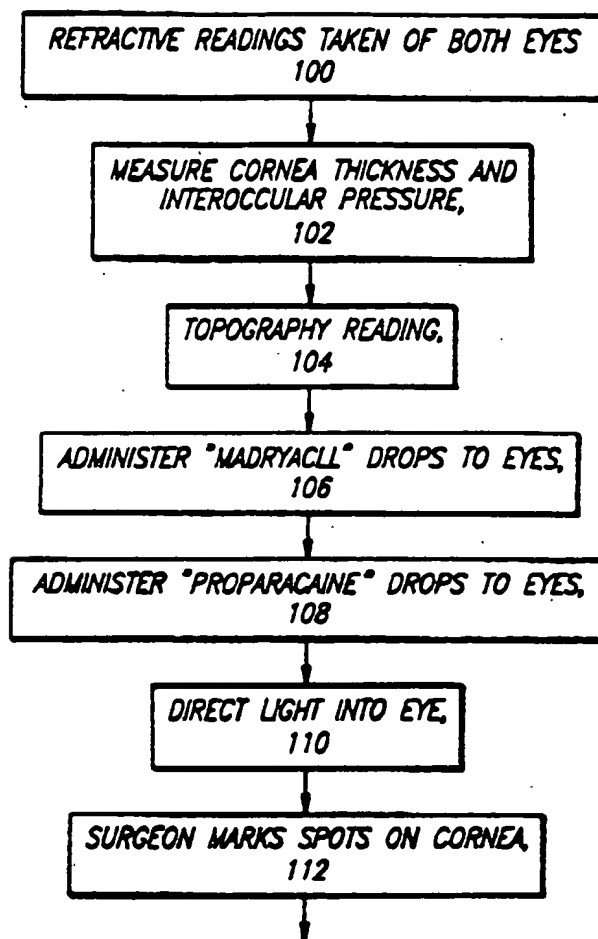 REFRACTIVE READINGS TAKEN OF BOTH EYES
100
MEASURE CORNEA THICKNESS AND
INTEROCCULAR PRESSURE,
102
TOPOGRAPHY READING,
104
ADMINISTER "MADRYACLL" DROPS TO EYES,
106
ADMINISTER "PROPARACAINE" DROPS TO EYES,
108
DIRECT LIGHT INTO EYE,
110
SURGEON MARKS SPOTS ON CORNEA,
112